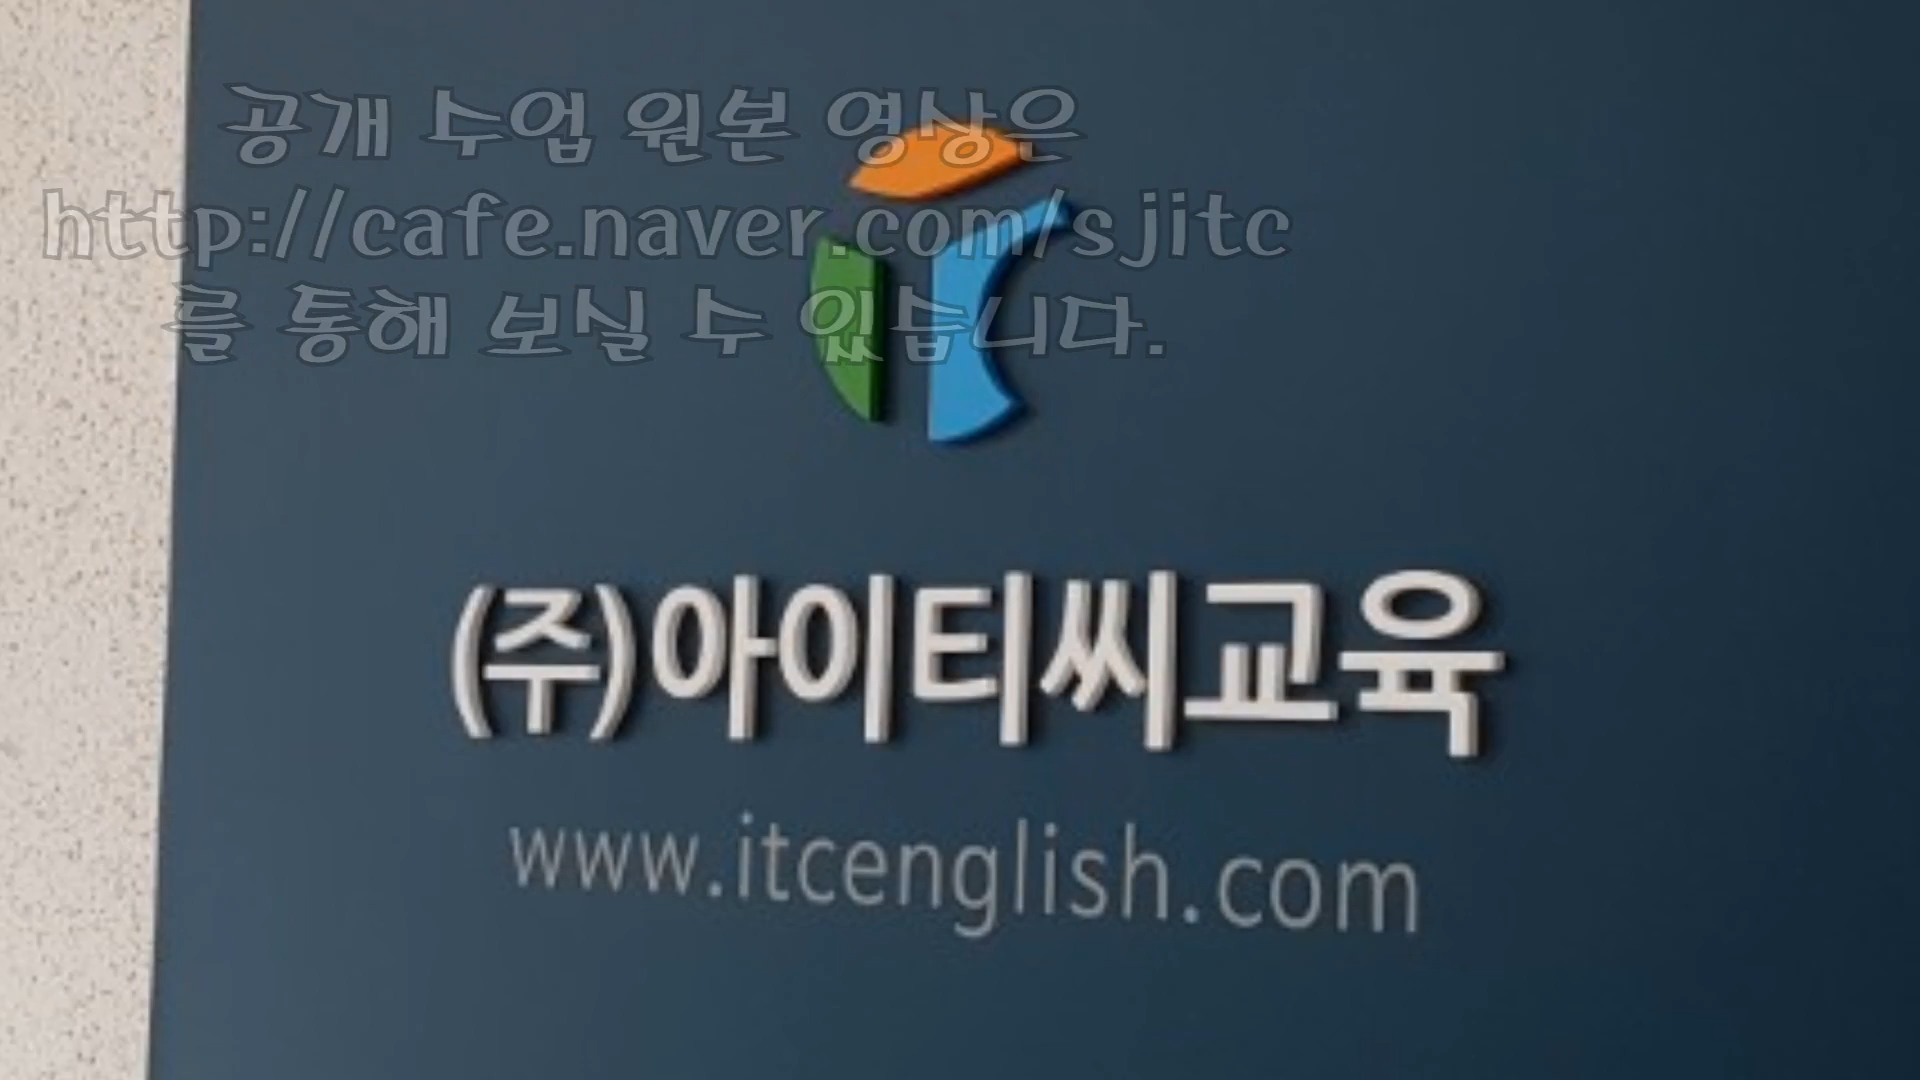 공개 수업 원본 영상은
http://cafe.naver.com/sjitc
를 통해 보실 수 있습니다.
(주)아이티씨교육
www.itcenglish.com